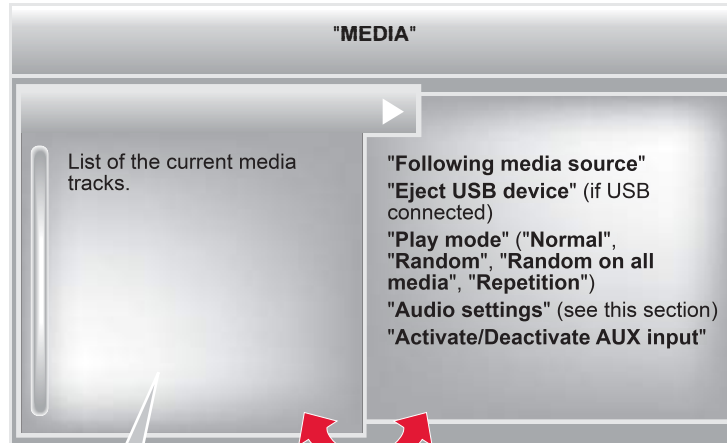 "MEDIA"
List of the current media
tracks.
"Following media source"
"Eject USB device" (if USB
connected)
"Play mode" ("Normal",
"Random", "Random on all
media", "Repetition")
"Audio settings" (see this section)
"Activate/Deactivate AUX input"